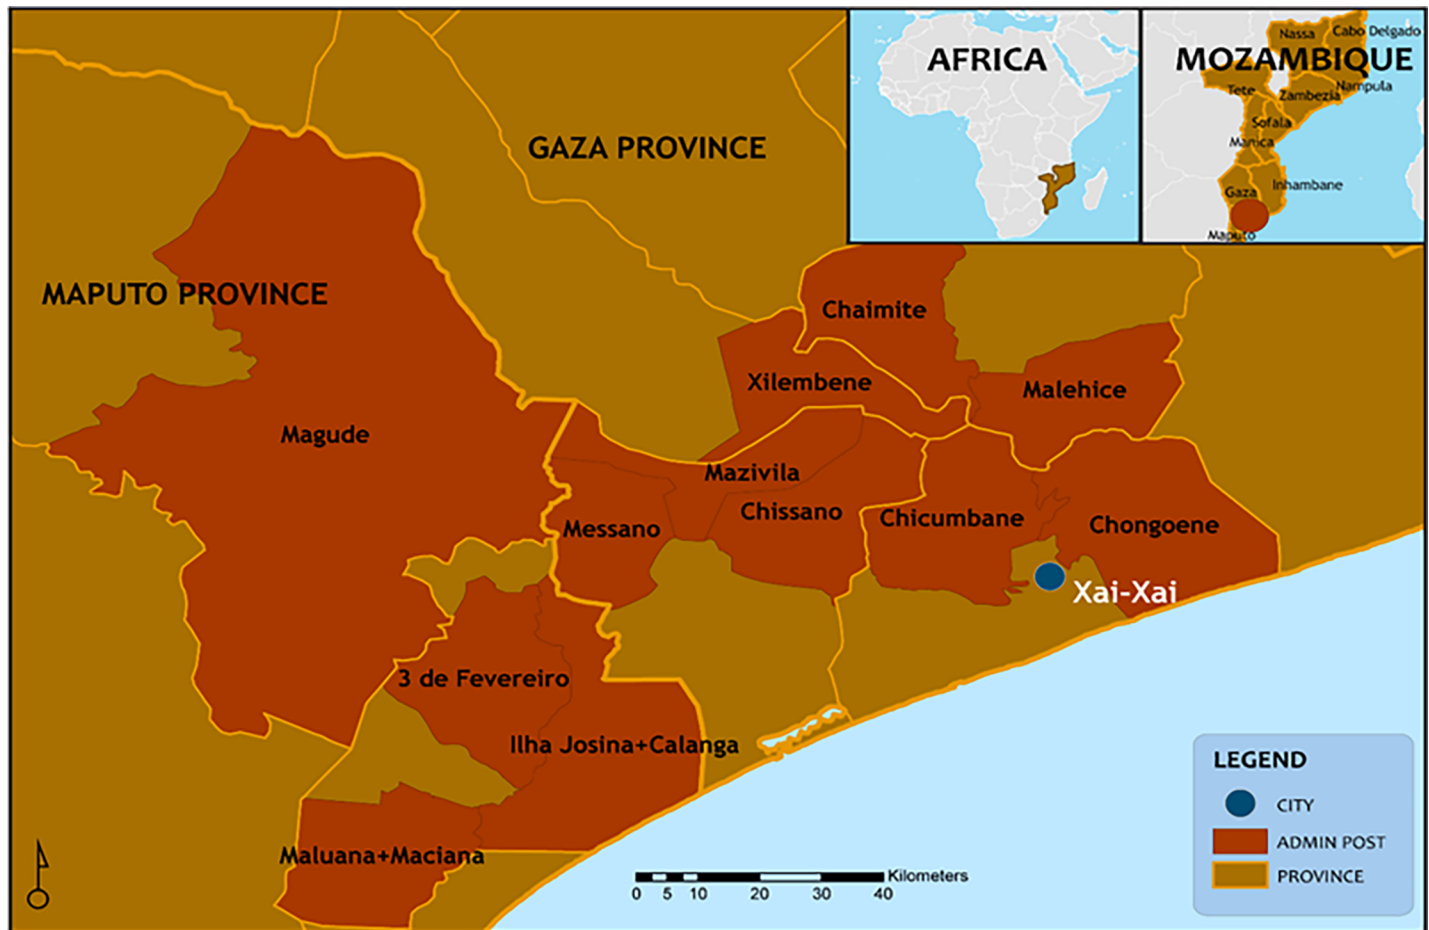 AFRICA
MOZAMBIQUE
Nassa
Cabo Delgado
Tete
Zambezia
Nampula
Sofala
Manica
Gaza
Inhambane
Maputo
GAZA PROVINCE
MAPUTO PROVINCE
Chaimite
Xilembene
Malehice
Magude
Mazivila
Messano
Chissano
Chicumbane
Chongoene
Xai-Xai
3 de Fevereiro
Ilha Josina+Calanga
Maluana+Maciana
LEGEND
CITY
ADMIN POST
PROVINCE
Kilometers
0 5 10 20 30 40